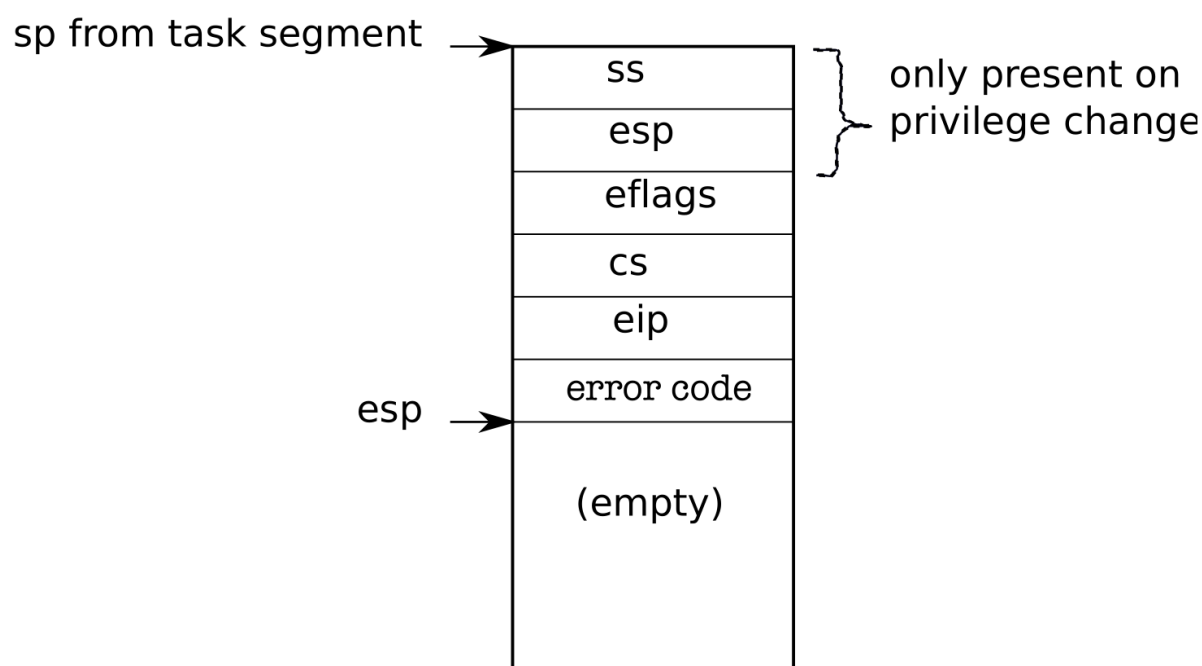 sp from task segment
ss
only present on
privilege change
esp
eflags
cs
eip
error code
esp
(empty)